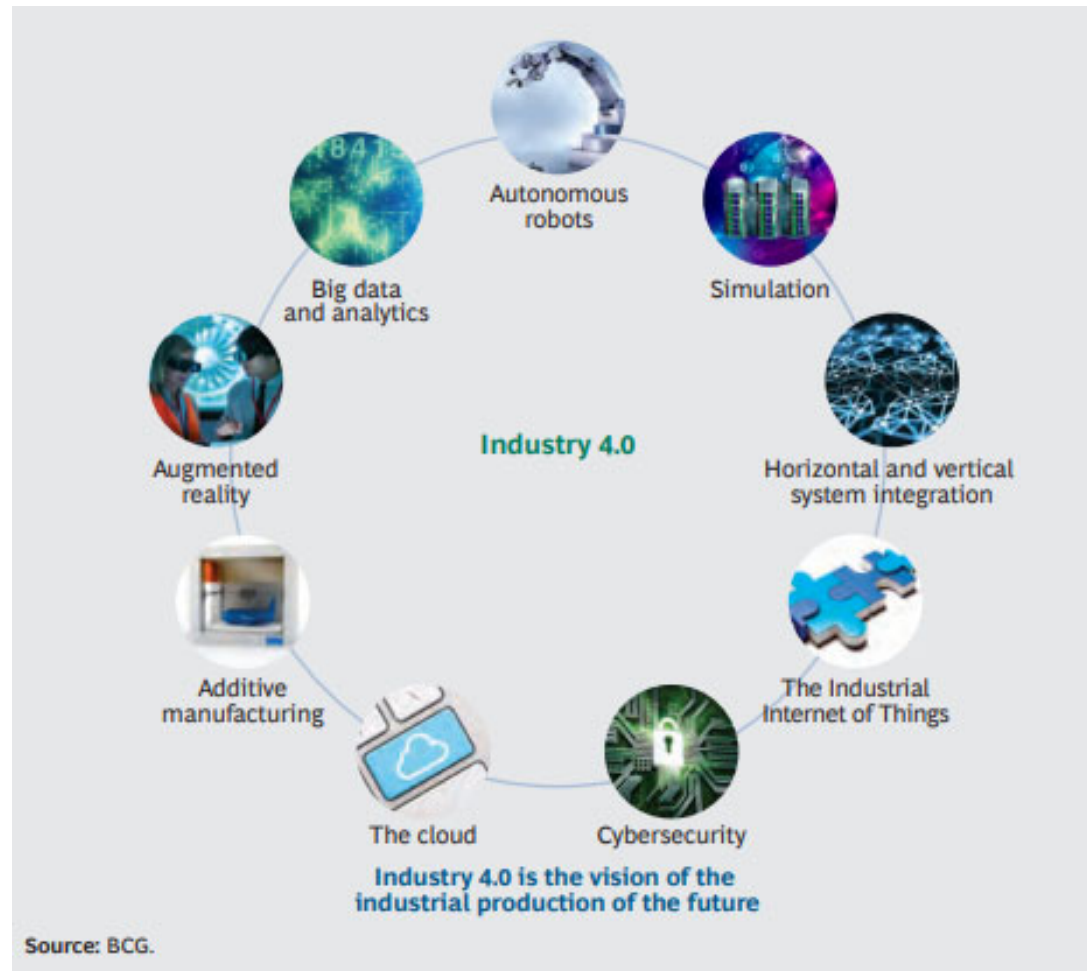 Autonomous
robots
Simulation
Horizontal and vertical
system integration
The Industrial
Internet of Things
Cybersecurity
The cloud
Additive
manufacturing
Augmented
reality
Big data
and analytics
Industry 4.0
Industry 4.0 is the vision of the
industrial production of the future
Source: BCG.